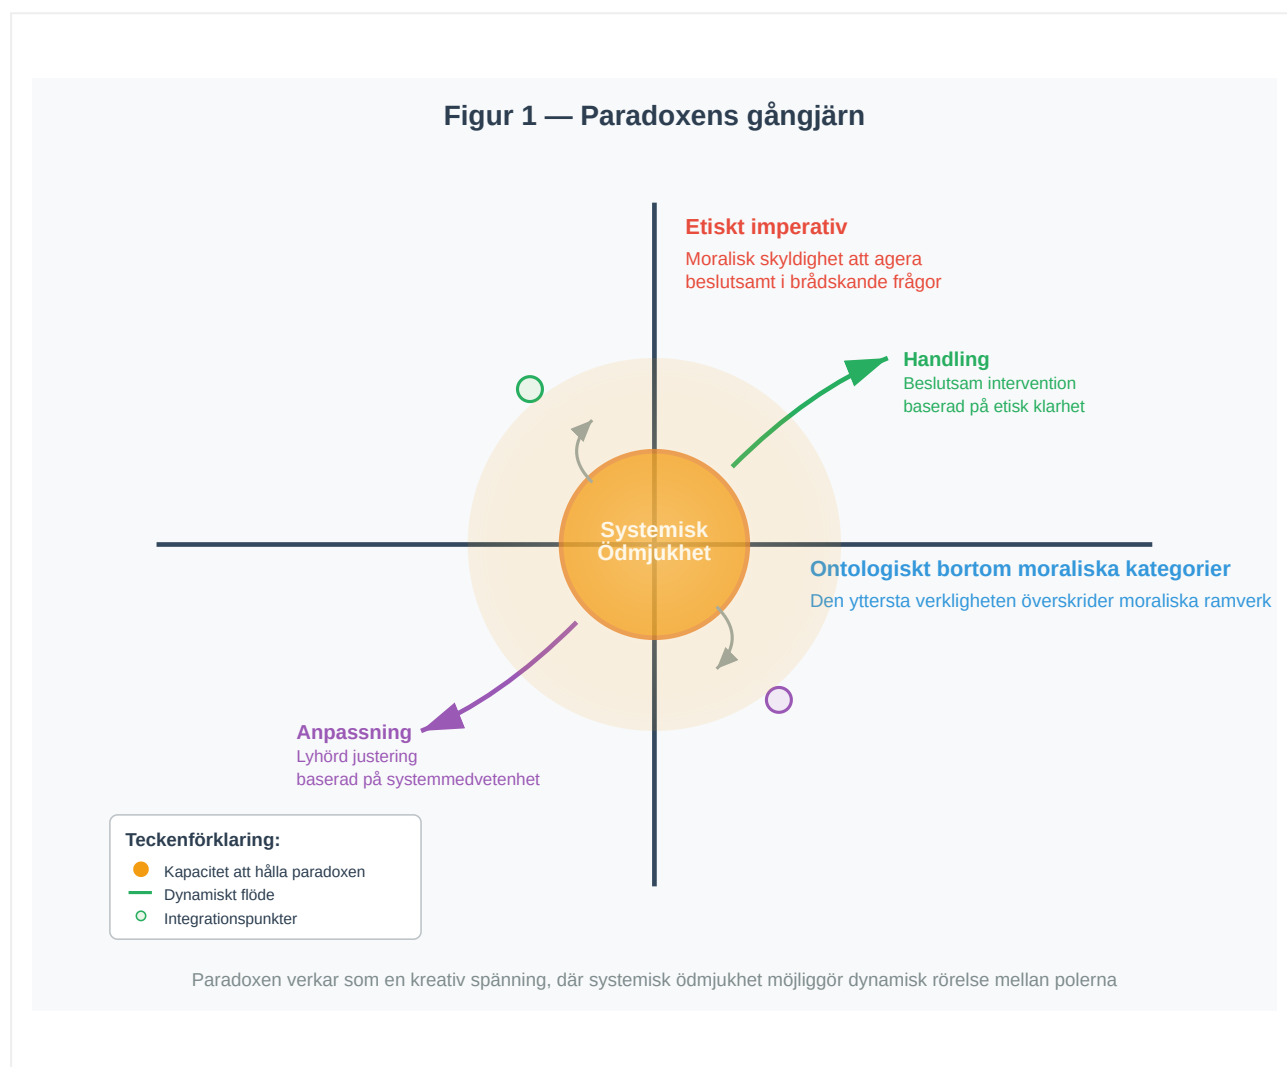 Figur 1 — Paradoxens gångjärn
Etiskt imperativ
Moralisk skyldighet att agera
beslutsamt i brådskande frågor
Handling
Beslutsam intervention
baserad på etisk klarhet
Systemisk
Ödmjukhet
Ontologiskt bortom moraliska kategorier
Den yttersta verkligheten överskrider moraliska ramverk
Anpassning
Lyhörd justering
baserad på systemmedvetenhet
Teckenförklaring:
Kapacitet att hålla paradoxen
Dynamiskt flöde
Integrationspunkter
Paradoxen verkar som en kreativ spänning, där systemisk ödmjukhet möjliggör dynamisk rörelse mellan polerna